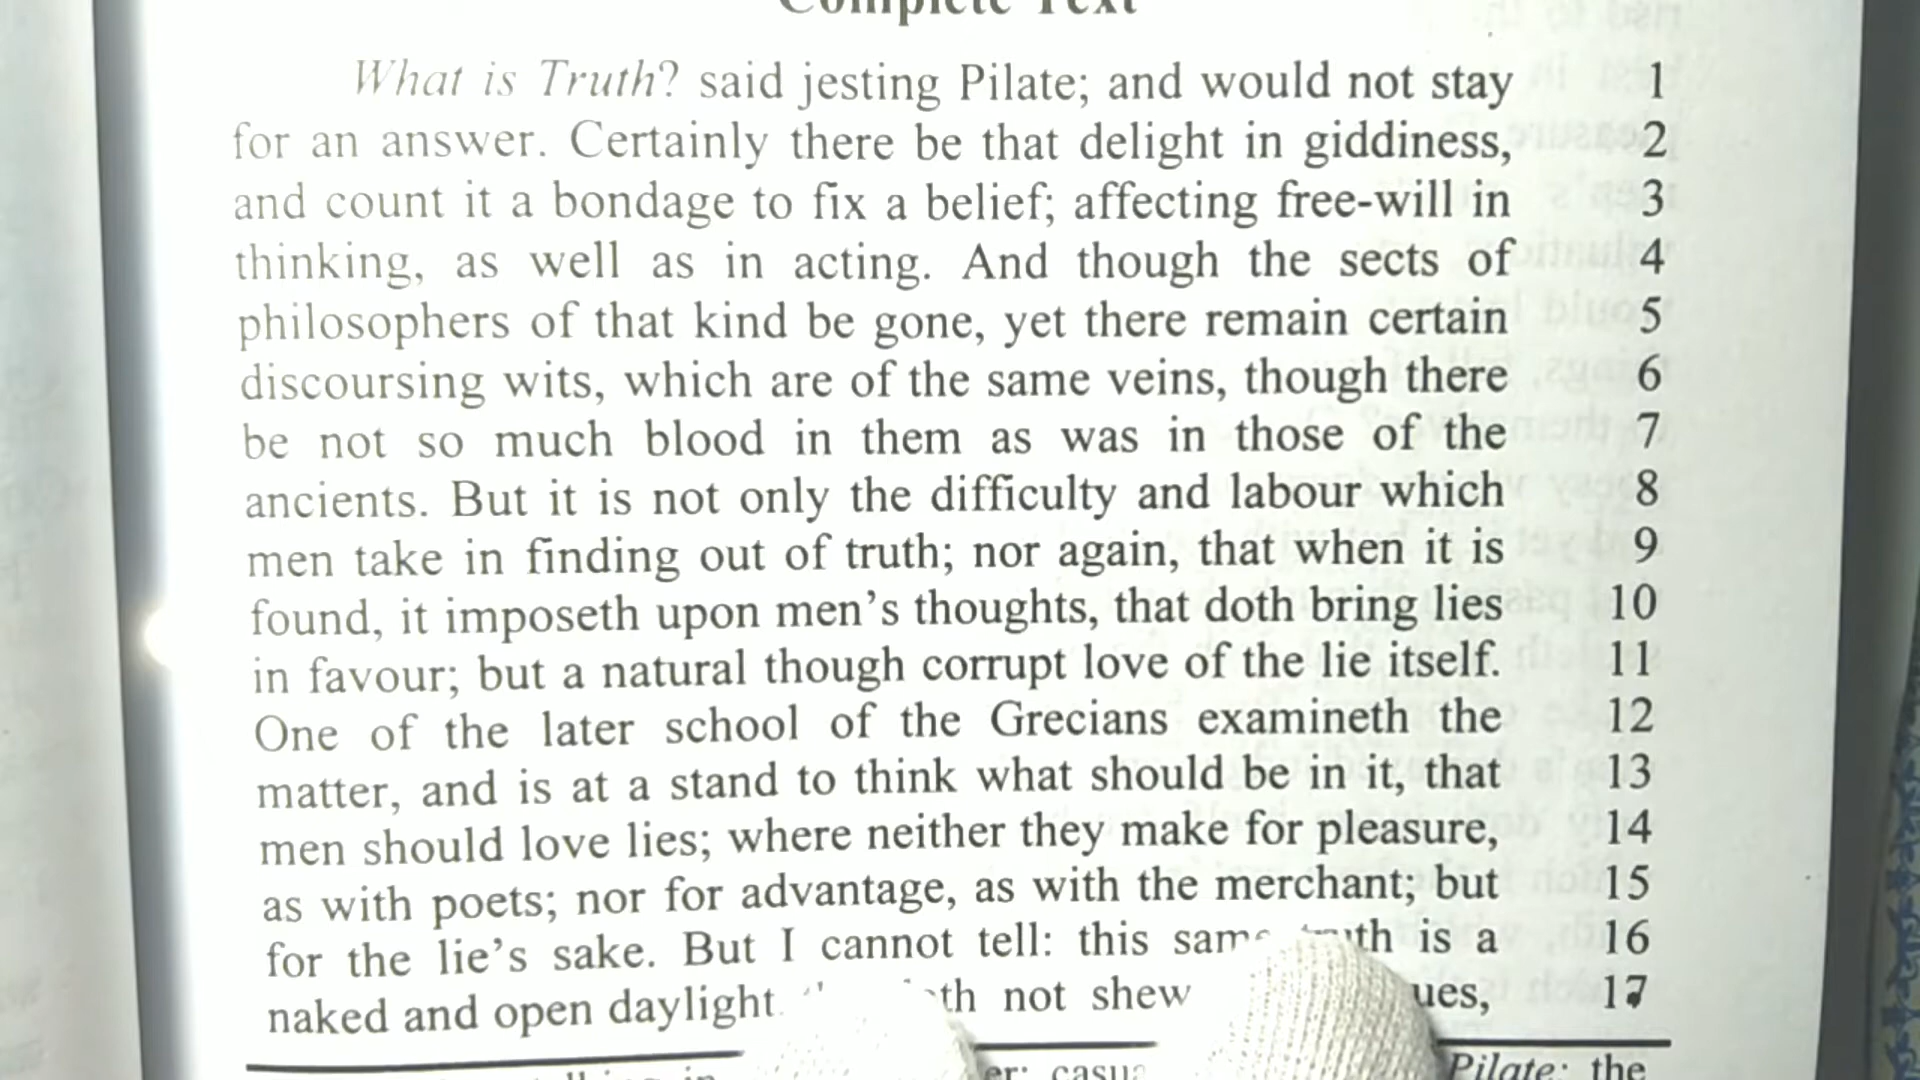 Complete Text
What is Truth? said jesting Pilate; and would not stay 1
for an answer. Certainly there be that delight in giddiness, 2
and count it a bondage to fix a belief; affecting free-will in 3
thinking, as well as in acting. And though the sects of 4
philosophers of that kind be gone, yet there remain certain 5
discoursing wits, which are of the same veins, though there 6
be not so much blood in them as was in those of the 7
ancients. But it is not only the difficulty and labour which 8
men take in finding out of truth; nor again, that when it is 9
found, it imposeth upon men's thoughts, that doth bring lies 10
in favour; but a natural though corrupt love of the lie itself. 11
One of the later school of the Grecians examineth the 12
matter, and is at a stand to think what should be in it, that 13
men should love lies; where neither they make for pleasure, 14
as with poets; nor for advantage, as with the merchant; but 15
for the lie's sake. But I cannot tell: this same truth is a 16
naked and open daylight not shew 17
Pilate: the